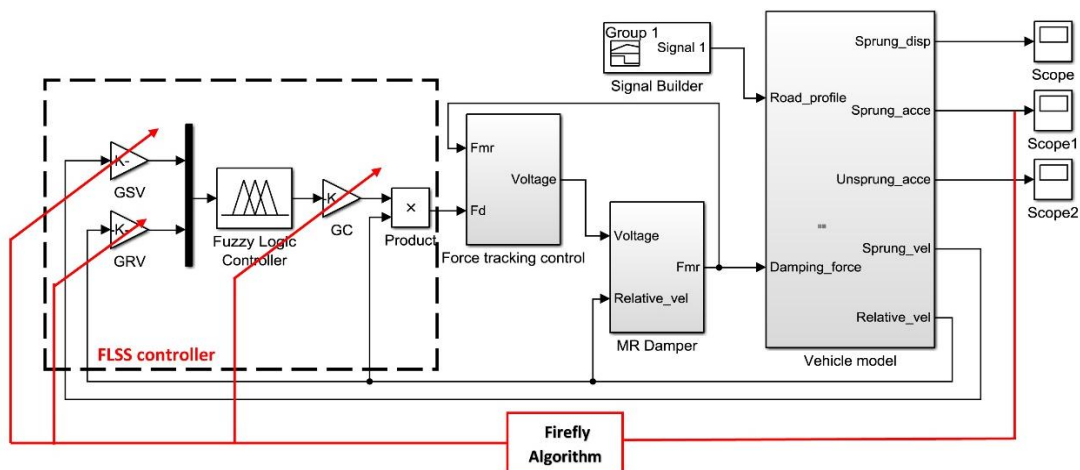 Group 1
Signal 1
Signal Builder
Sprung_disp
Scope
Road_profile
Sprung_acce
Scope1
Unsprung_acce
Scope2
Sprung_vel
Damping_force
Relative_vel
Vehicle model
Fmr
Voltage
Fd
Force tracking control
Voltage
Fmr
Relative_vel
MR Damper
K-
GSV
K-
GRV
Fuzzy Logic
Controller
-K-
GC
×
Product
FLSS controller
Firefly
Algorithm